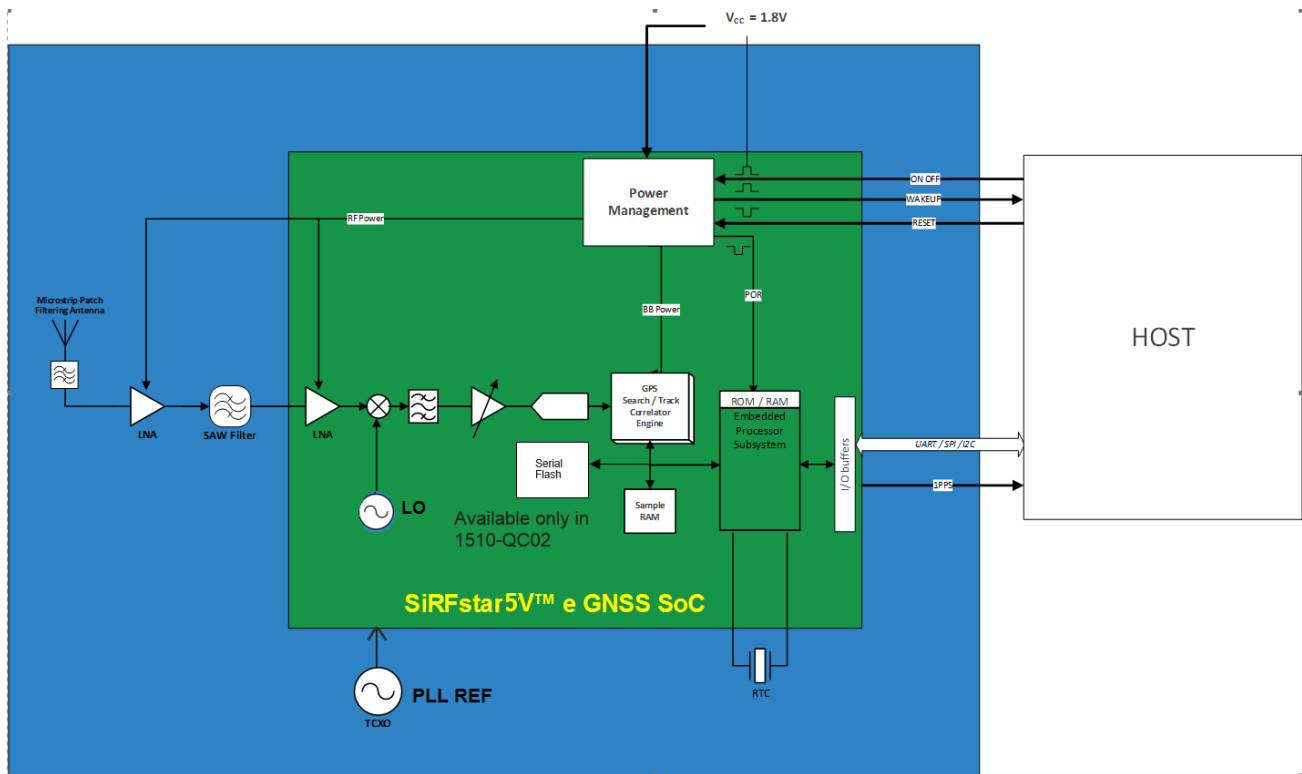 V_CC = 1.8V
Power
Management
ON OFF
WAKEUP
RESET
RF Power
BB Power
POR
Microstrip Patch
Filtering Antenna
LNA
SAW Filter
LNA
GPS
Search / Track
Correlator
Engine
ROM / RAM
Embedded
Processor
Subsystem
I/O buffers
UART / SPI / I2C
1PPS
HOST
Serial
Flash
Sample
RAM
LO
Available only in
1510-QC02
SiRFstar5V™ e GNSS SoC
PLL REF
TCXO
RTC